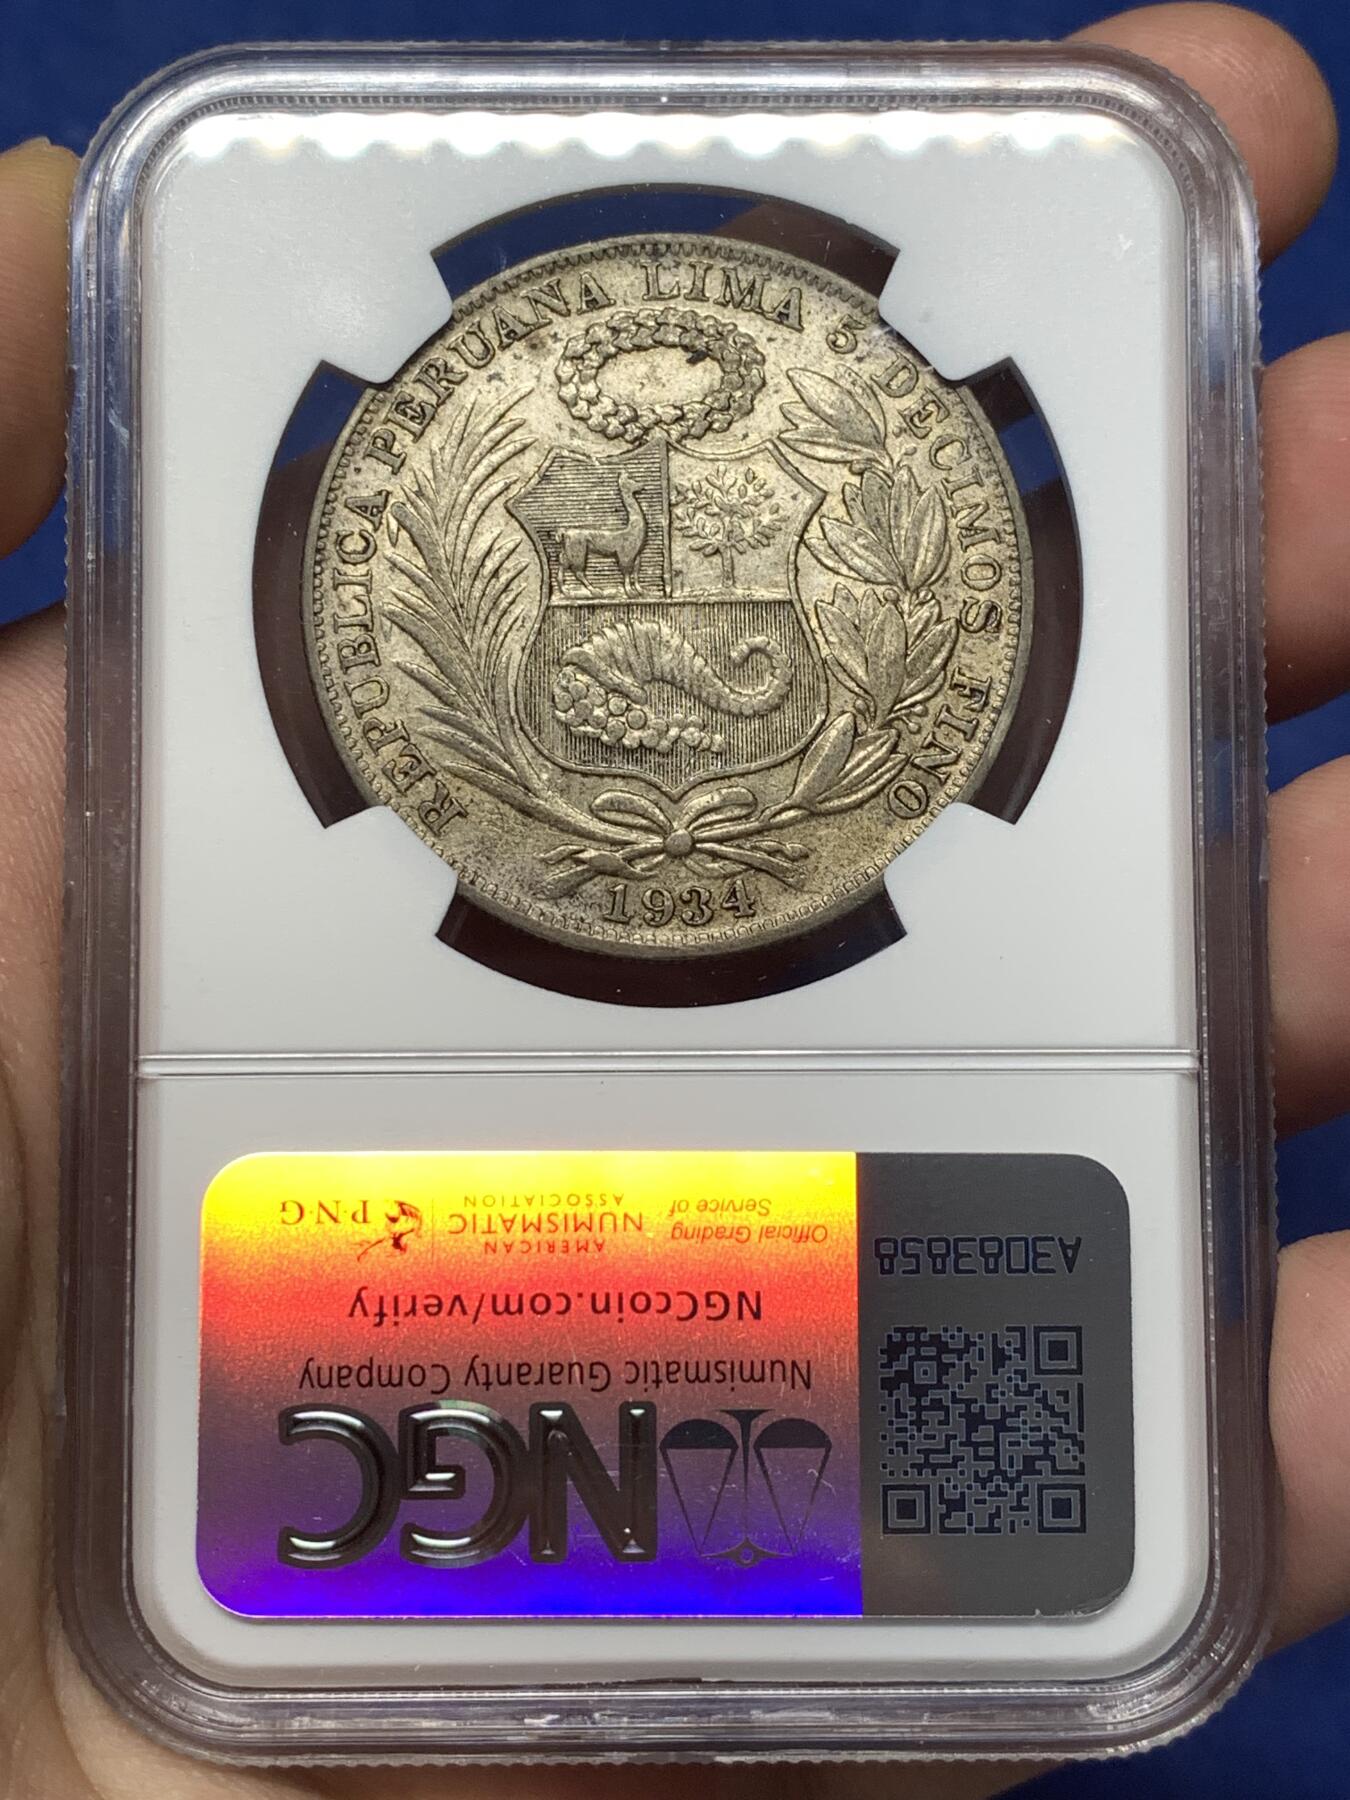 REPUBLICA PERUANA LIMA 5 DECIMOS FINO
1934
NGC
Numismatic Guaranty Company
NGCcoin.com/verify
Official Grading
Service of
AMERICAN
NUMISMATIC
ASSOCIATION
P·N·G
A3083858